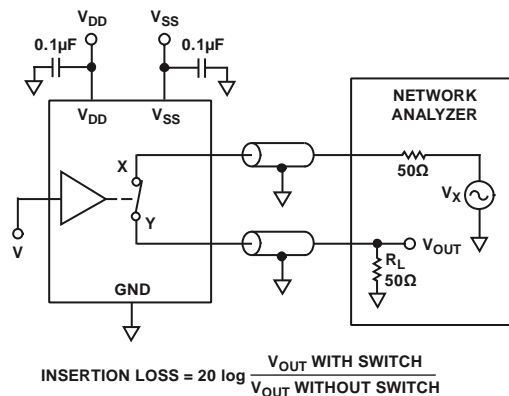 V_DD V_SS
0.1µF 0.1µF
V_DD V_SS
NETWORK
ANALYZER
X
50Ω
V_X
Y
V
V_OUT
R_L
50Ω
GND
INSERTION LOSS = 20 log V_OUT WITH SWITCH
V_OUT WITHOUT SWITCH